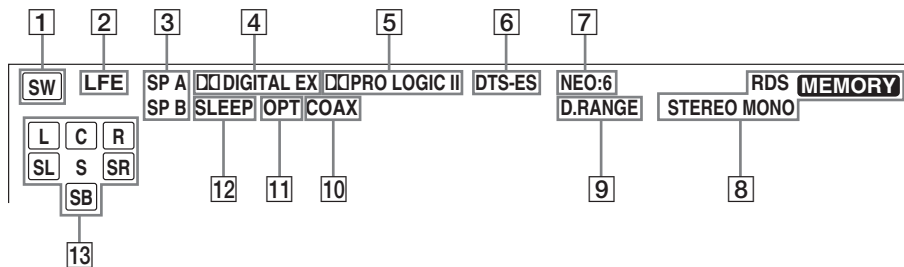 1 2 3 4 5 6 7
SW LFE SP A DIGITAL EX PRO LOGIC II DTS-ES NEO:6 RDS MEMORY
SP B SLEEP OPT COAX D.RANGE STEREO MONO
L C R
SL S SR
SB
12 11 10 9 8
13